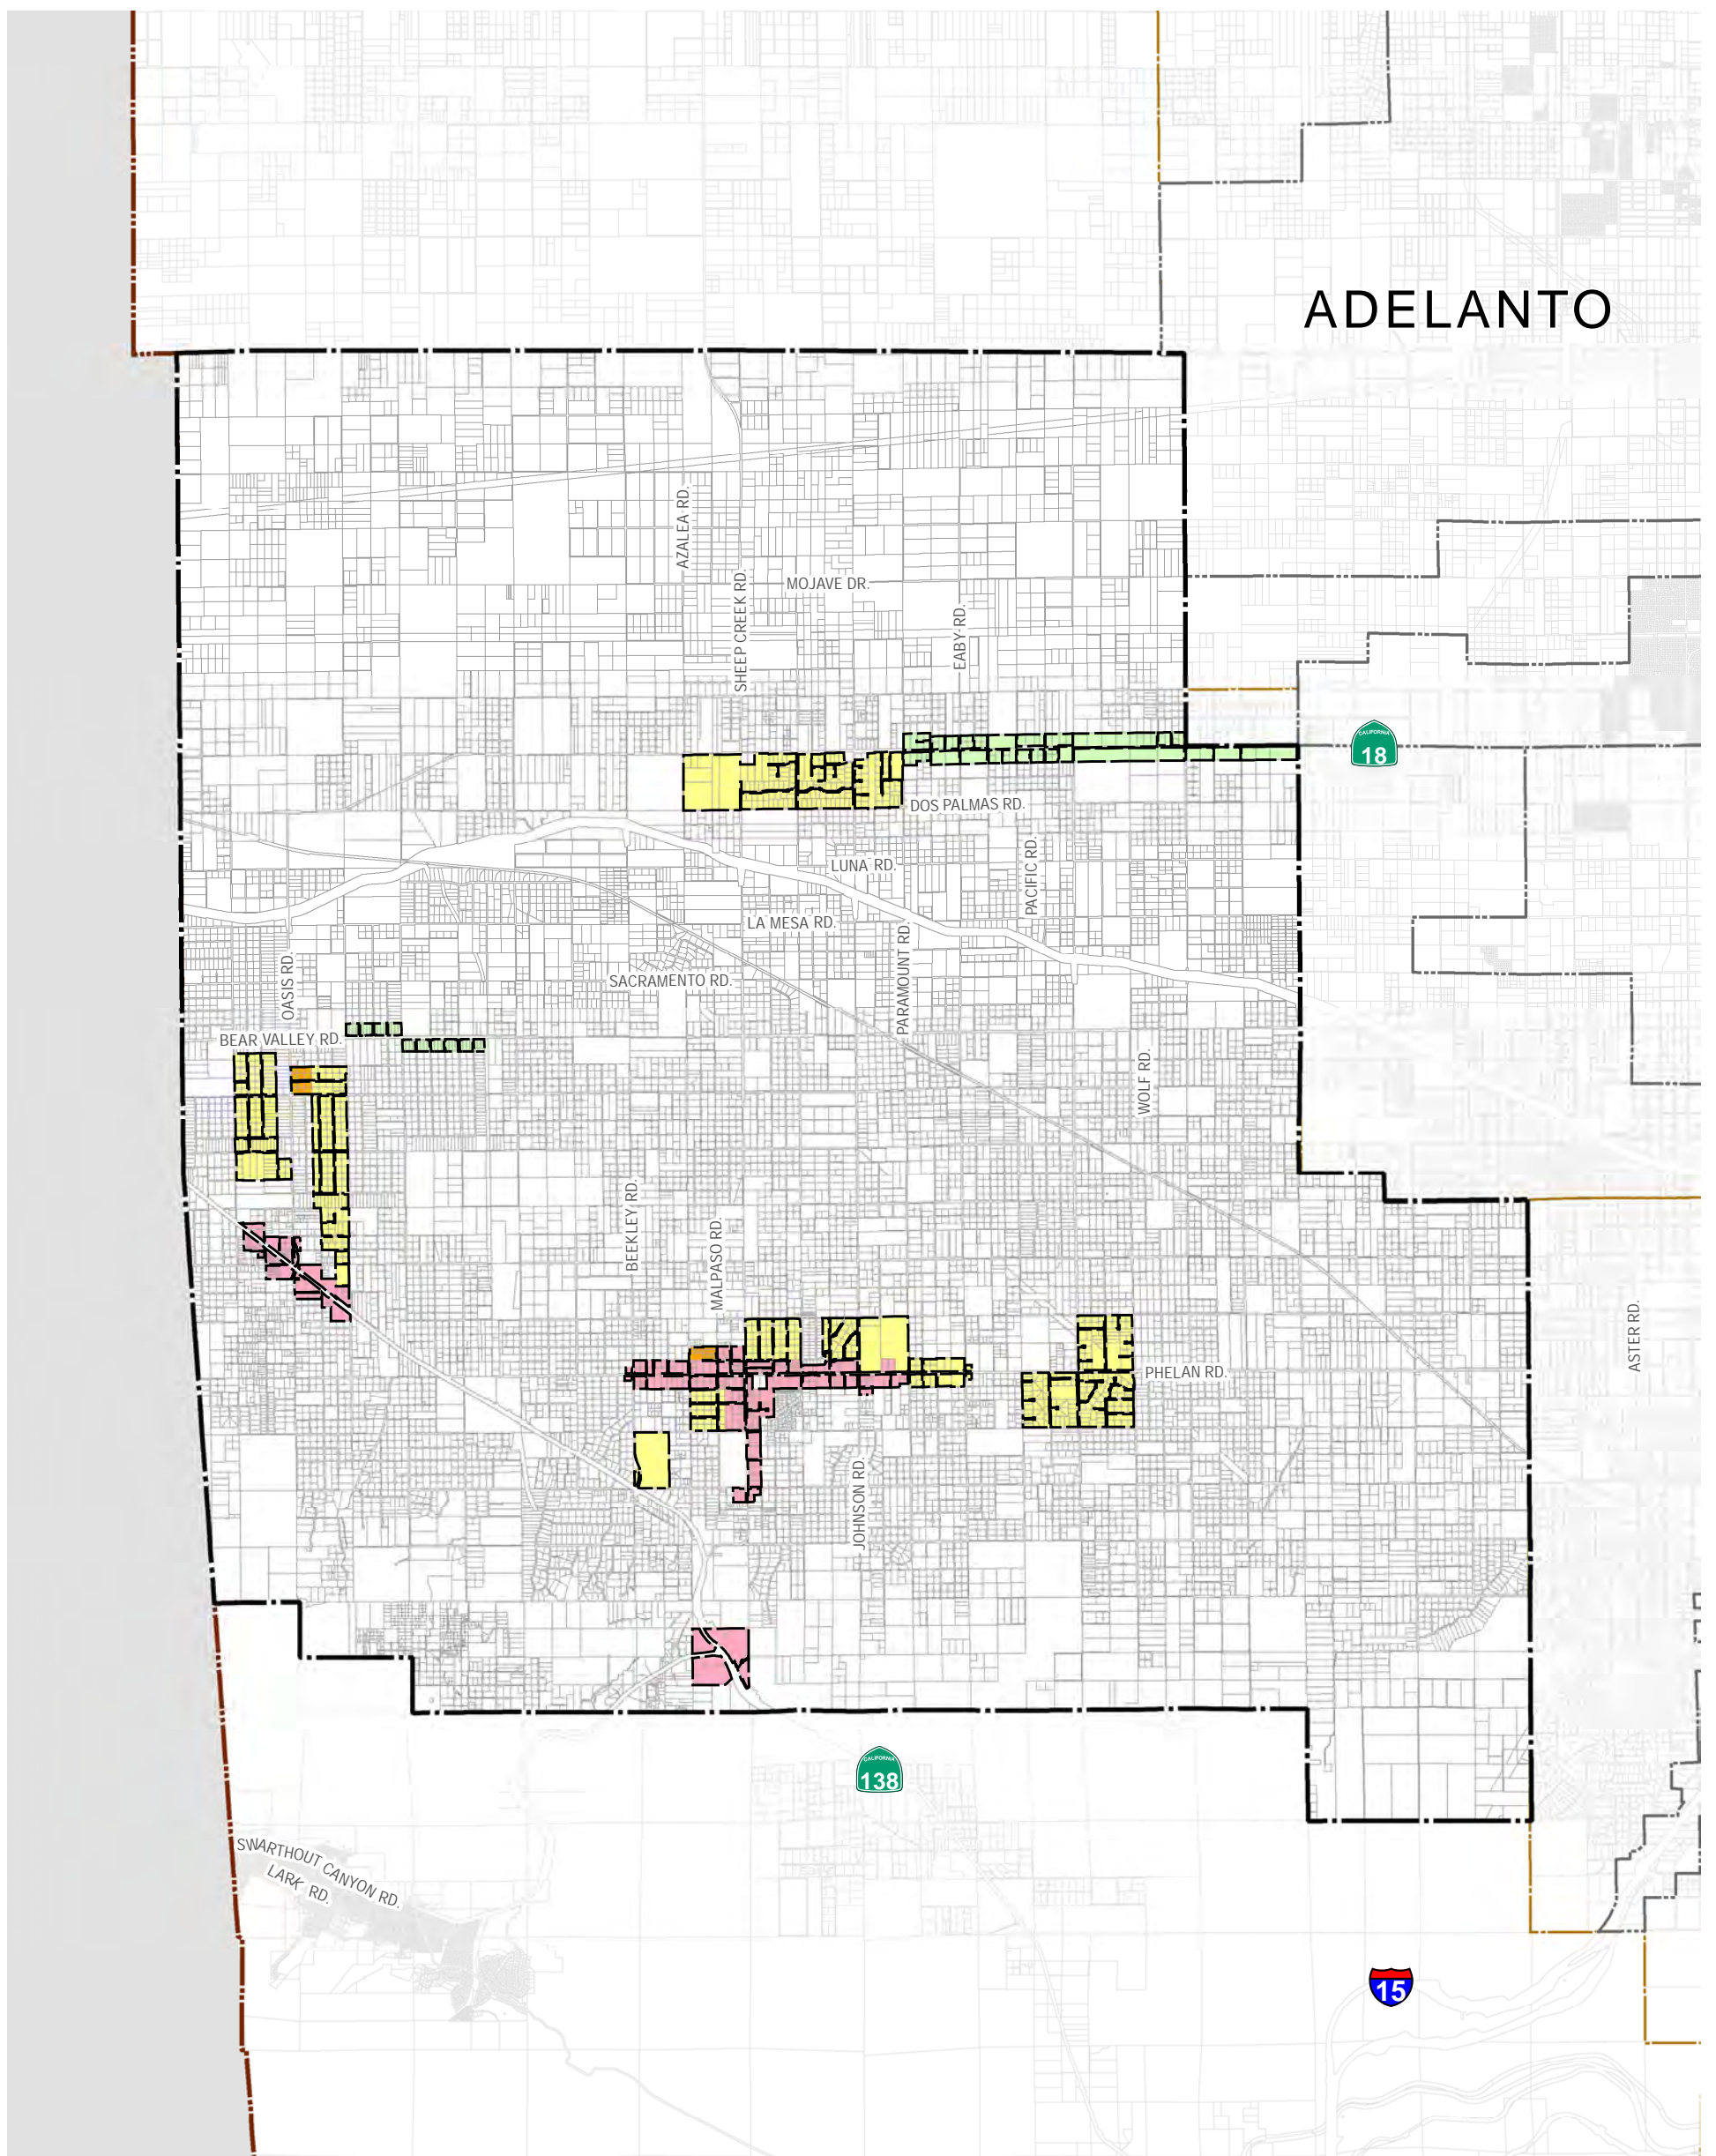 ADELANTO
AZALEA RD.
SHEEP CREEK RD.
MOJAVE DR.
EABY RD.
CALIFORNIA
18
DOS PALMAS RD.
LUNA RD.
PACIFIC RD.
LA MESA RD.
PARAMOUNT RD.
SACRAMENTO RD.
OASIS RD.
BEAR VALLEY RD.
WOLF RD.
BEEKLEY RD.
MALPASO RD.
ASTER RD.
PHELAN RD.
JOHNSON RD.
CALIFORNIA
138
SWARTHOUT CANYON RD.
LARK RD.
15